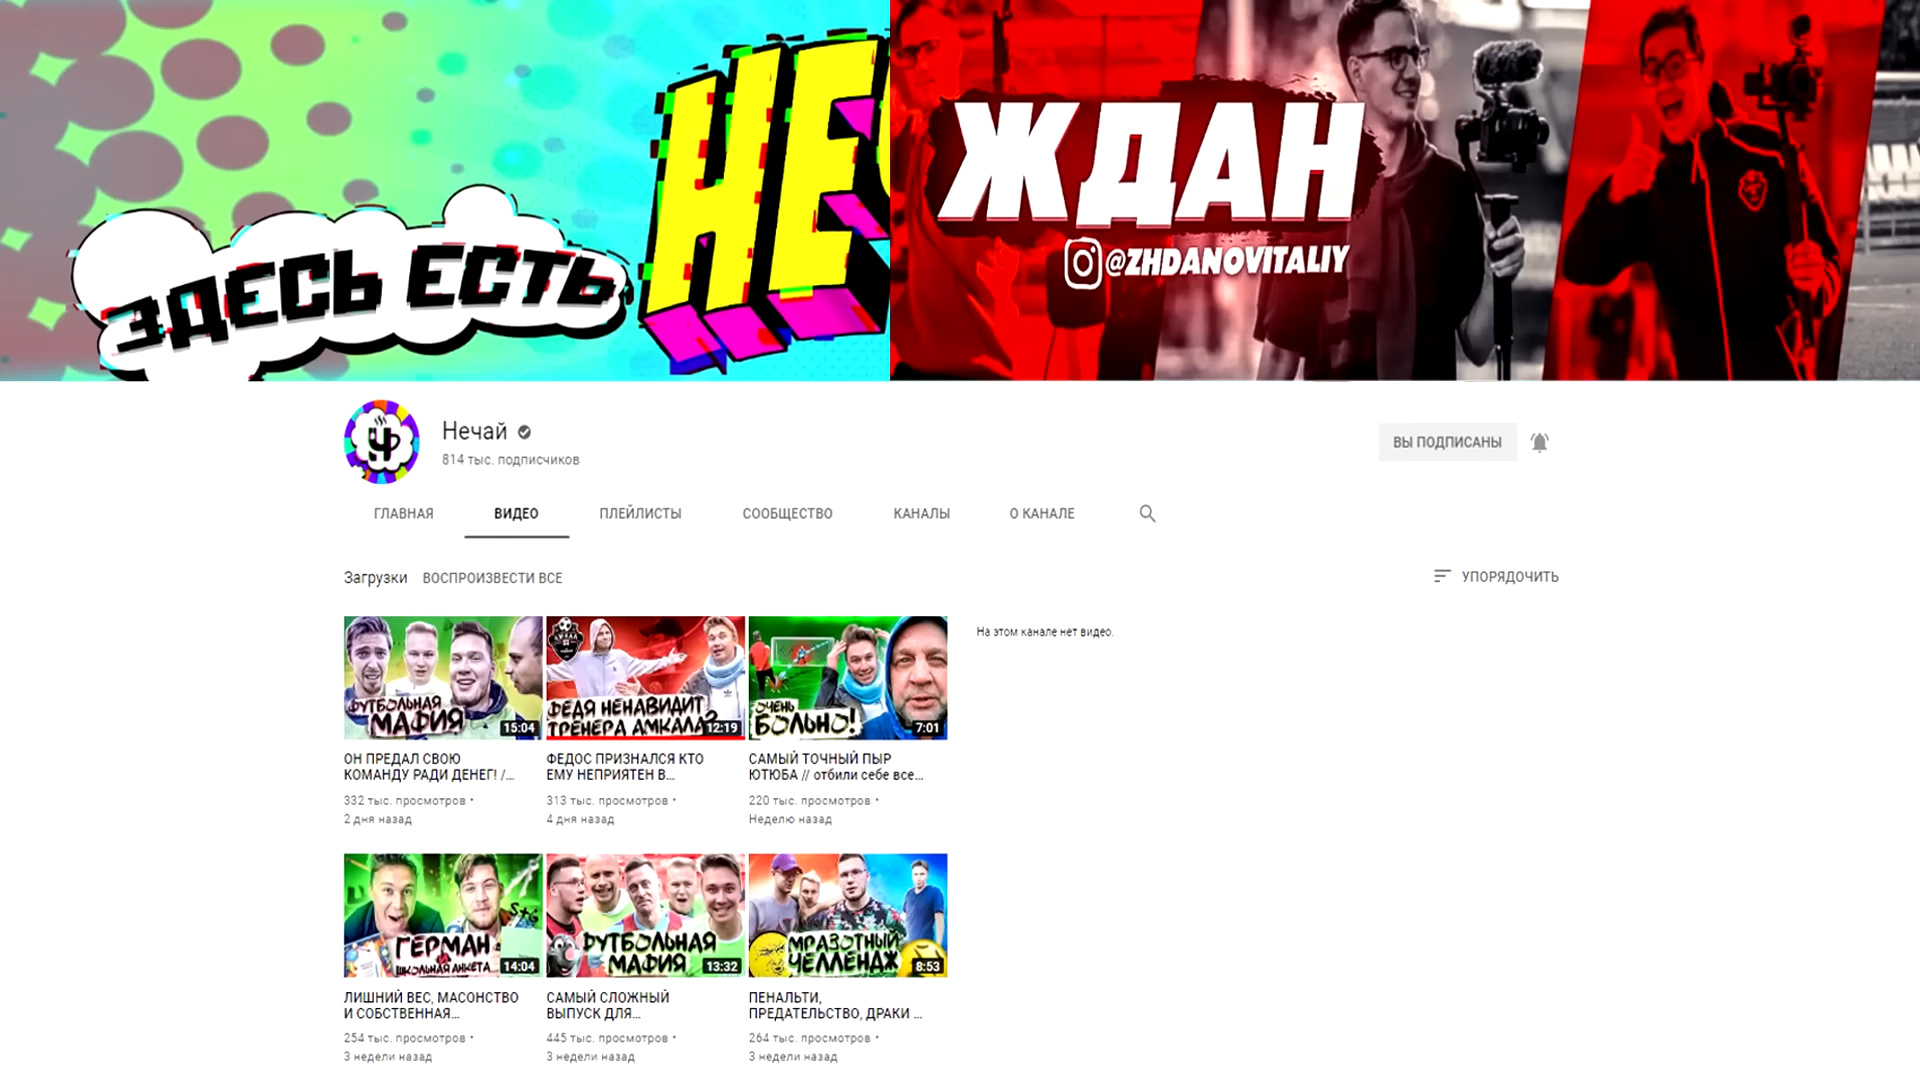 ЗДЕСЬ ЕСТЬ
НЕ
ЖДАН
@ZHDANOVITALIY
Нечай
814 тыс. подписчиков
ВЫ ПОДПИСАНЫ
ГЛАВНАЯ ВИДЕО ПЛЕЙЛИСТЫ СООБЩЕСТВО КАНАЛЫ О КАНАЛЕ
Загрузки ВОСПРОИЗВЕСТИ ВСЕ
УПОРЯДОЧИТЬ
ФУТБОЛЬНАЯ
МАФИЯ
15:04
ОН ПРЕДАЛ СВОЮ
КОМАНДУ РАДИ ДЕНЕГ! /...
332 тыс. просмотров •
2 дня назад
ФЕДЯ НЕНАВИДИТ
ТРЕНЕРА АМКАЛА?
12:19
ФЕДОС ПРИЗНАЛСЯ КТО
ЕМУ НЕПРИЯТЕН В...
313 тыс. просмотров •
4 дня назад
ОЧЕНЬ
БОЛЬНО!
7:01
САМЫЙ ТОЧНЫЙ ПЫР
ЮТЮБА // отбили себе все...
220 тыс. просмотров •
Неделю назад
На этом канале нет видео.
ГЕРМАН
ШКОЛЬНАЯ АНКЕТА
14:04
ЛИШНИЙ ВЕС, МАСОНСТВО
И СОБСТВЕННАЯ...
254 тыс. просмотров •
3 недели назад
ФУТБОЛЬНАЯ
МАФИЯ
13:32
САМЫЙ СЛОЖНЫЙ
ВЫПУСК ДЛЯ...
445 тыс. просмотров •
3 недели назад
МРАЗОТНЫЙ
ЧЕЛЛЕНДЖ
8:53
ПЕНАЛЬТИ,
ПРЕДАТЕЛЬСТВО, ДРАКИ ...
264 тыс. просмотров •
3 недели назад